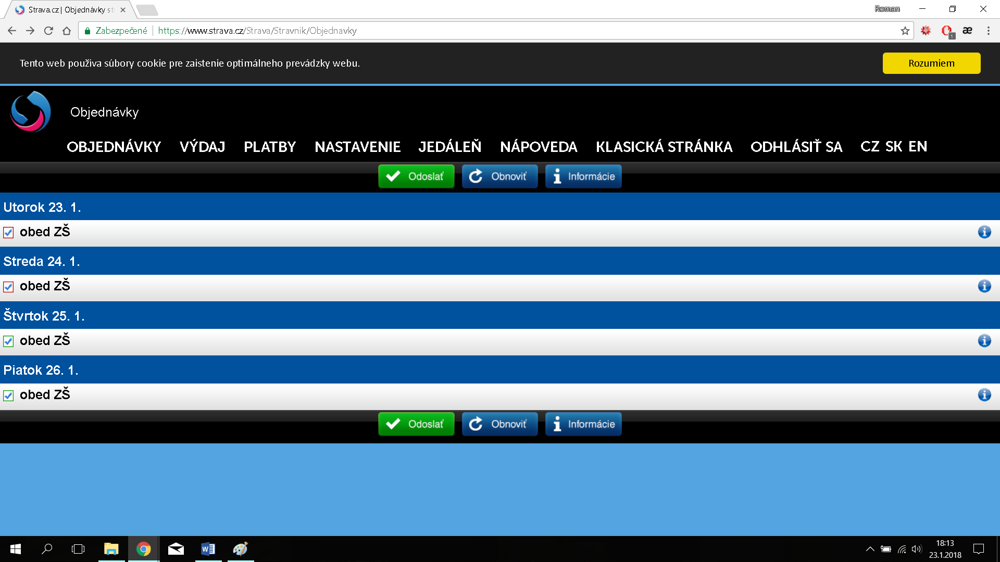 Strava.cz | Objednávky st
Roman
Zabezpečené https://www.strava.cz/Strava/Stravnik/Objednavky
1
Tento web používa súbory cookie pre zaistenie optimálneho prevádzky webu.
Rozumiem
Objednávky
OBJEDNÁVKY VÝDAJ PLATBY NASTAVENIE JEDÁLEŇ NÁPOVEDA KLASICKÁ STRÁNKA ODHLÁSIŤ SA CZ SK EN
Odoslať Obnoviť Informácie
Utorok 23. 1.
obed ZŠ
Streda 24. 1.
obed ZŠ
Štvrtok 25. 1.
obed ZŠ
Piatok 26. 1.
obed ZŠ
Odoslať Obnoviť Informácie
18:13
23.1.2018